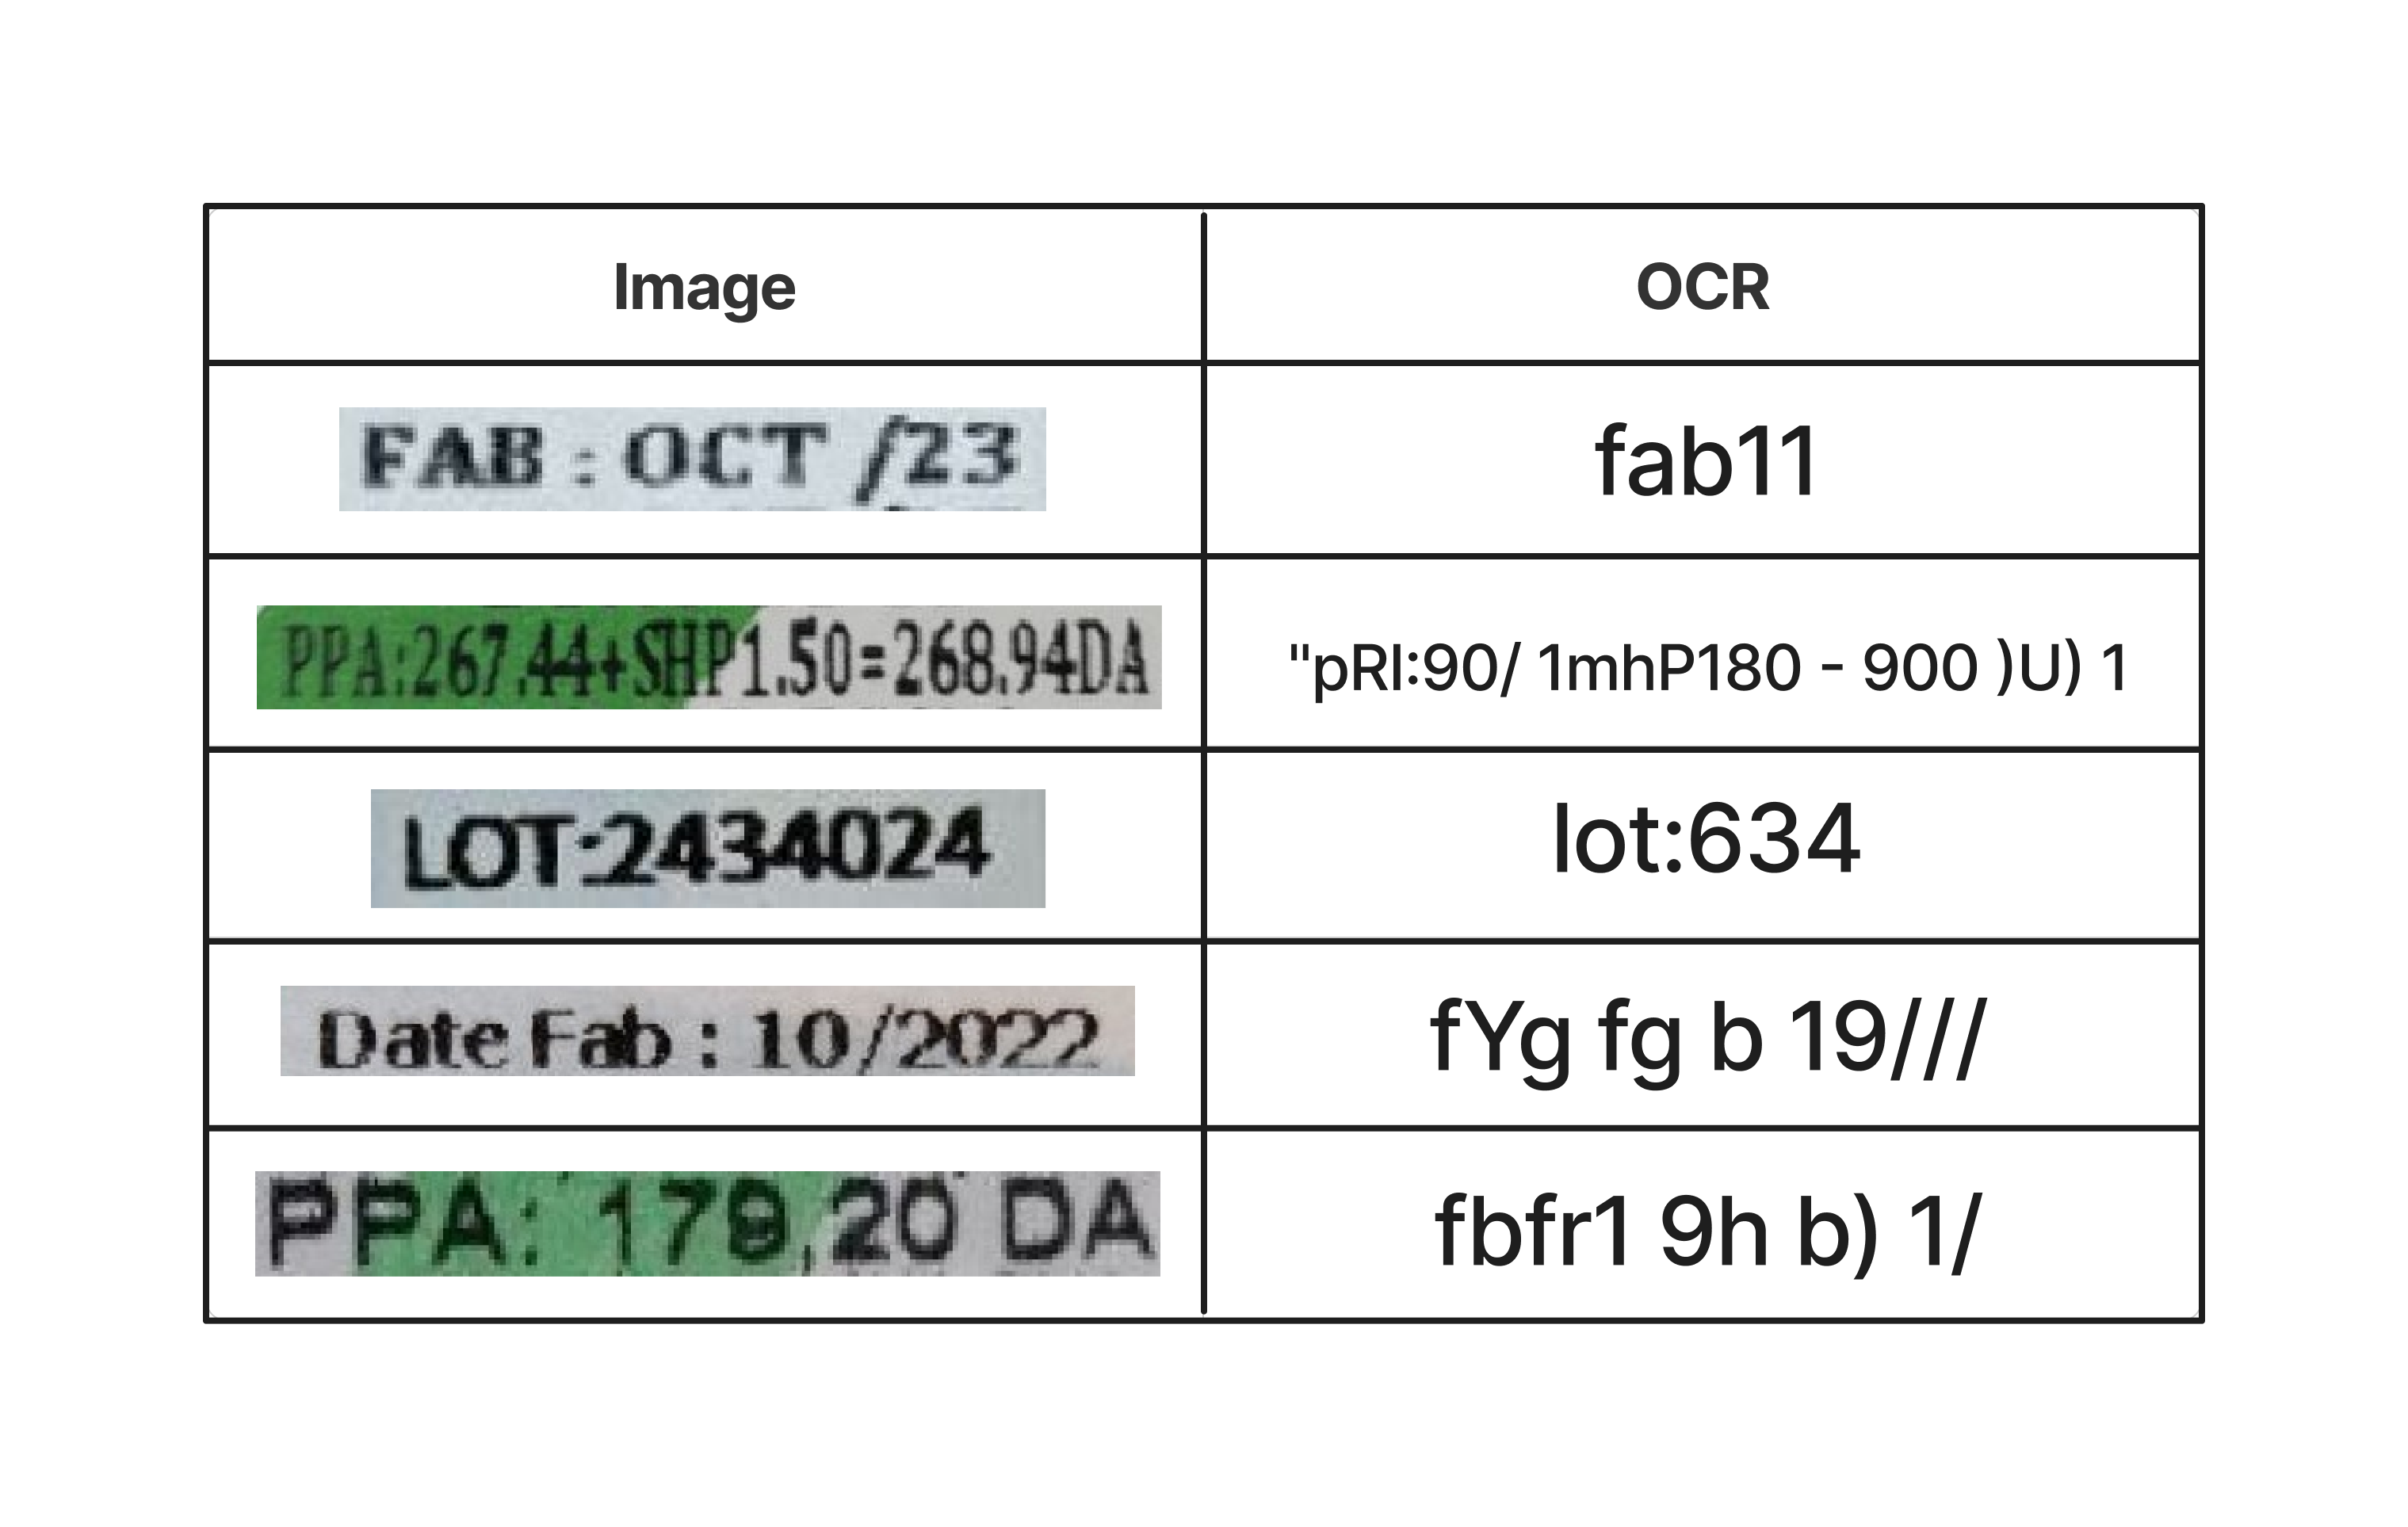 Image
OCR
FAB : OCT /23
fab11
PPA:267.44+SHP1.50=268.94DA
"pRI:90/ 1mhP180 - 900 )U) 1
LOT:2434024
lot:634
Date Fab : 10/2022
fYg fg b 19///
PPA: 179,20 DA
fbfr1 9h b) 1/